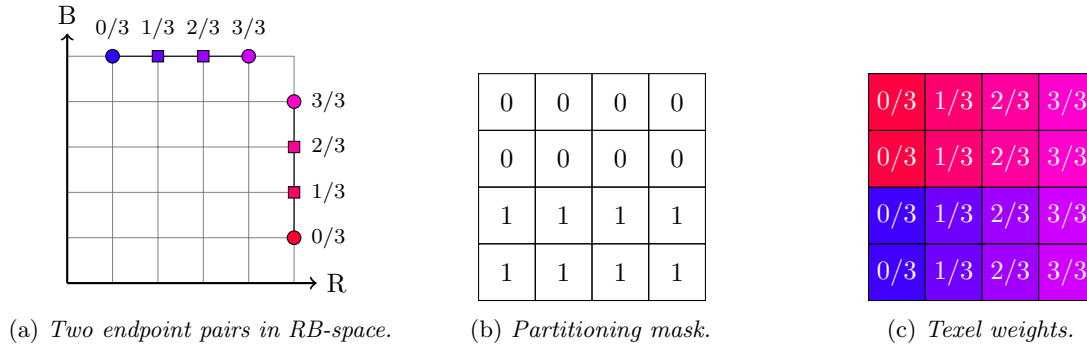 B
0/3 1/3 2/3 3/3
3/3
2/3
1/3
0/3
R
(a) Two endpoint pairs in RB-space.
0 0 0 0
0 0 0 0
1 1 1 1
1 1 1 1
(b) Partitioning mask.
0/3 1/3 2/3 3/3
0/3 1/3 2/3 3/3
0/3 1/3 2/3 3/3
0/3 1/3 2/3 3/3
(c) Texel weights.